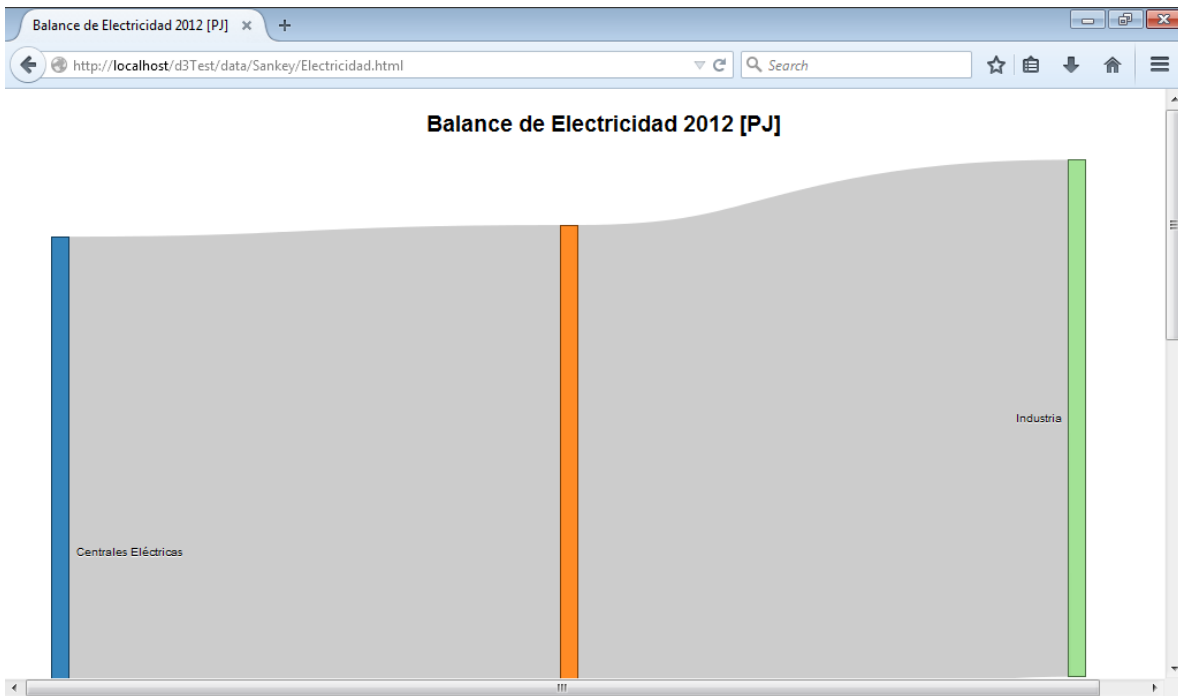 Balance de Electricidad 2012 [PJ]
http://localhost/d3Test/data/Sankey/Electricidad.html
Search
Balance de Electricidad 2012 [PJ]
Industria
Centrales Eléctricas